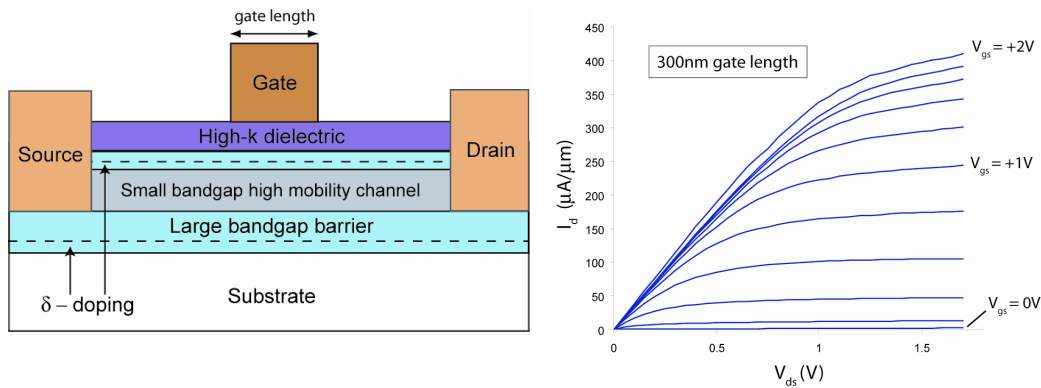 gate length
Gate
High-k dielectric
Source
Drain
Small bandgap high mobility channel
Large bandgap barrier
δ – doping
Substrate
450
400
350
300
250
200
150
100
50
0
I_d (μA/μm)
300nm gate length
V_gs = +2V
V_gs = +1V
V_gs = 0V
0 0.5 1 1.5
V_ds (V)